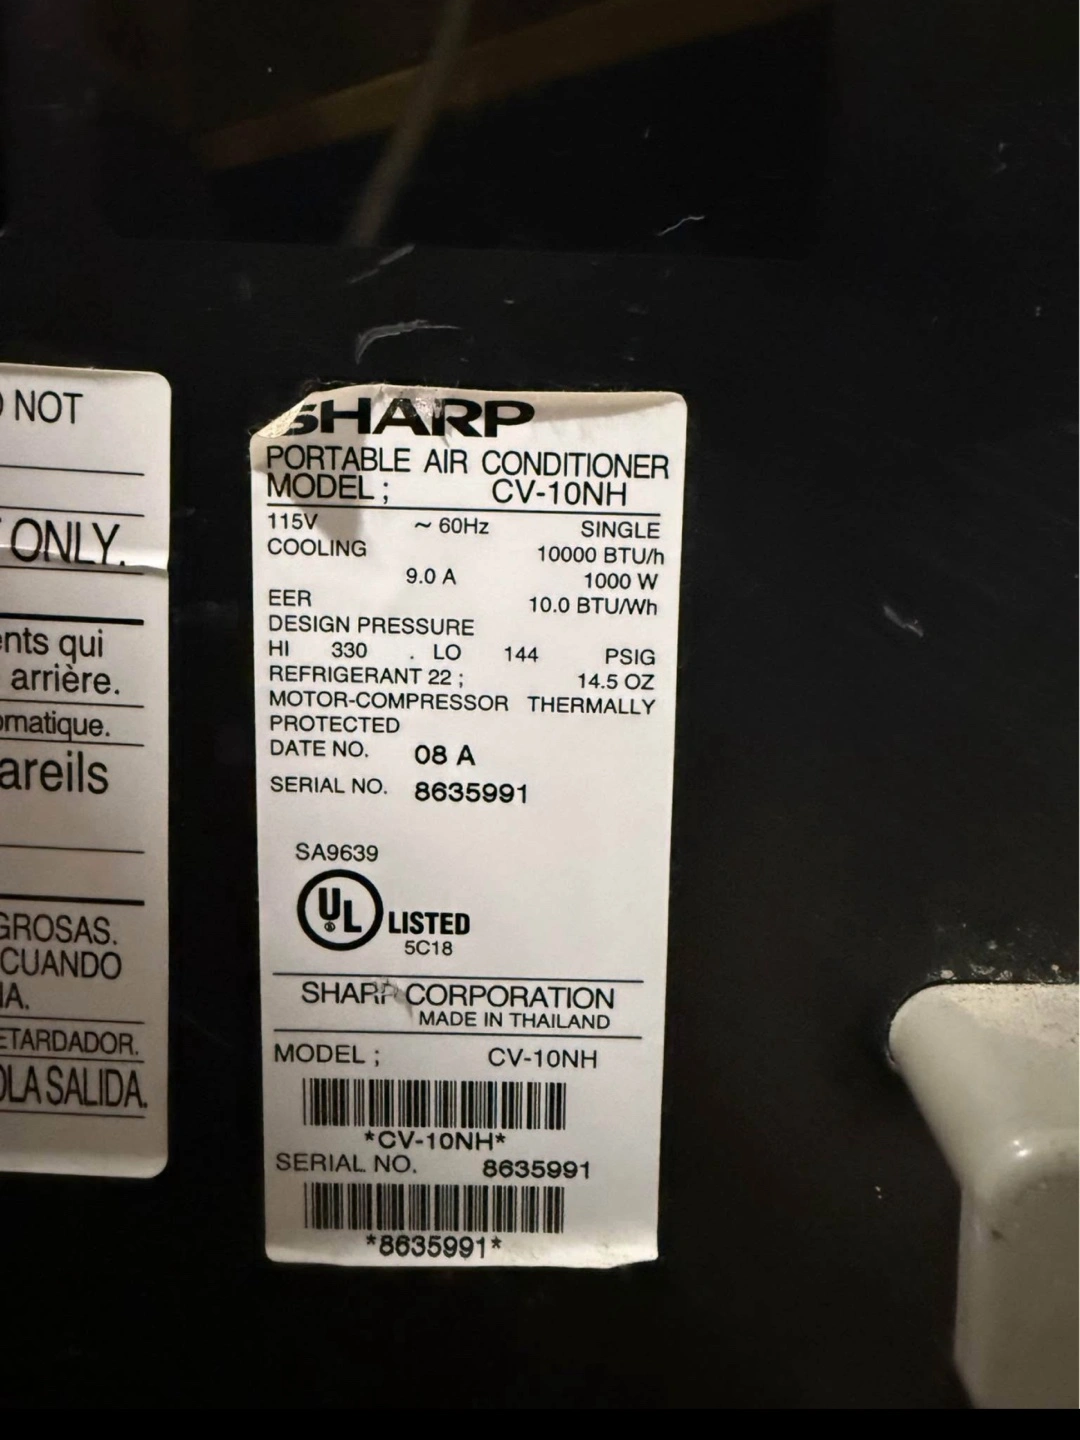 NOT
ONLY.
nts qui
arrière.
matique.
areils
GROSAS.
CUANDO
IA.
ETARDADOR.
OLA SALIDA.
SHARP
PORTABLE AIR CONDITIONER
MODEL ; CV-10NH
115V ~ 60Hz SINGLE
COOLING 10000 BTU/h
9.0 A 1000 W
EER 10.0 BTU/Wh
DESIGN PRESSURE
HI 330 . LO 144 PSIG
REFRIGERANT 22 ; 14.5 OZ
MOTOR-COMPRESSOR THERMALLY
PROTECTED
DATE NO. 08 A
SERIAL NO. 8635991
SA9639
UL® LISTED
5C18
SHARP CORPORATION
MADE IN THAILAND
MODEL ; CV-10NH
*CV-10NH*
SERIAL NO. 8635991
*8635991*